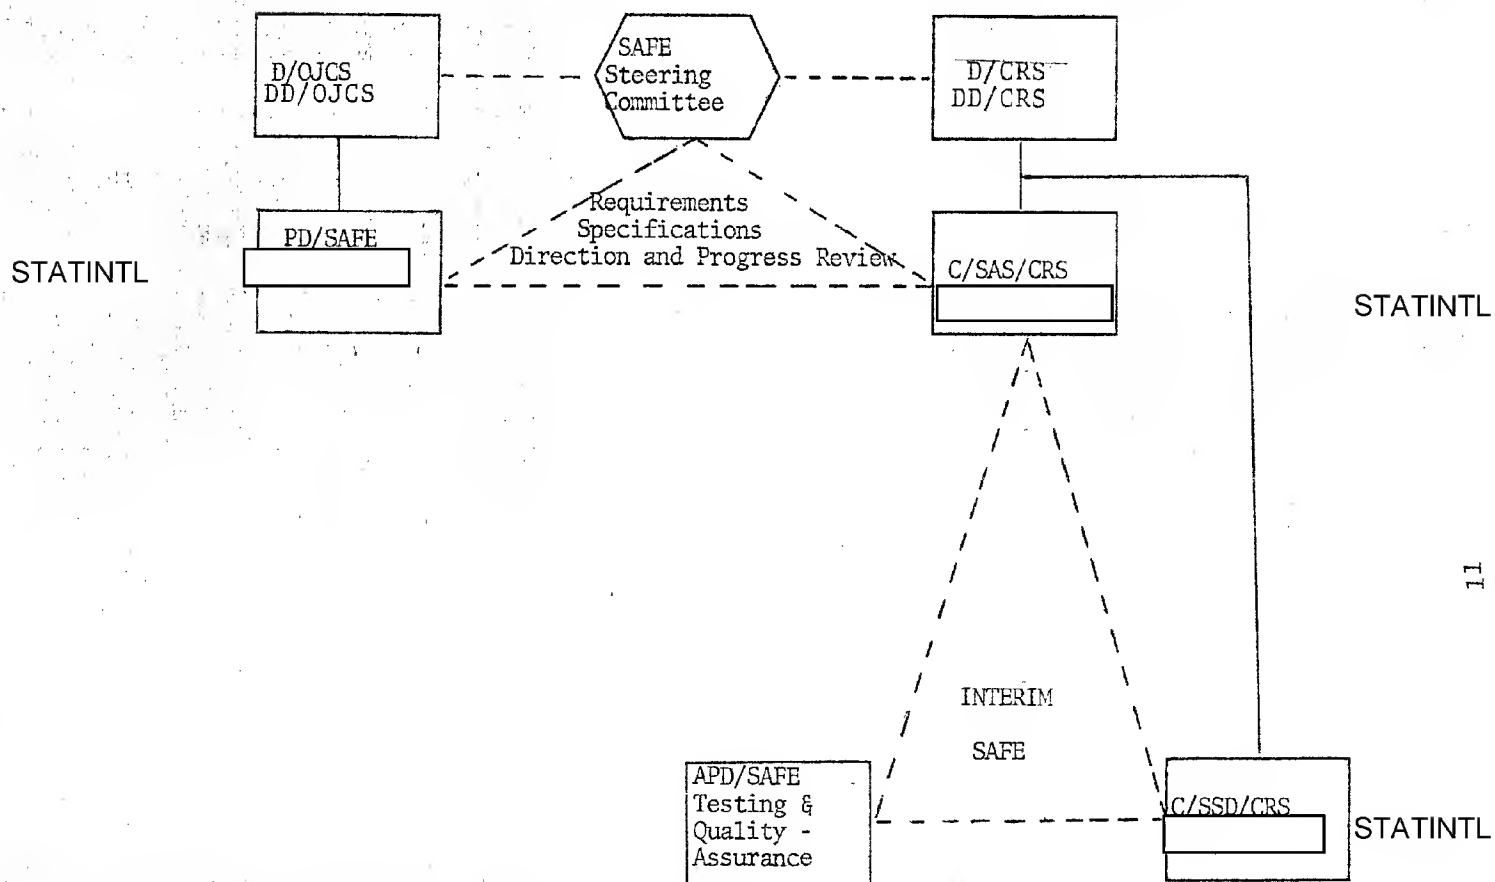 D/OJCS
DD/OJCS
SAFE
Steering
Committee
D/CRS
DD/CRS
PD/SAFE
Requirements
Specifications
Direction and Progress Review
C/SAS/CRS
STATINTL
STATINTL
11
INTERIM
SAFE
APD/SAFE
Testing &
Quality -
Assurance
C/SSD/CRS
STATINTL